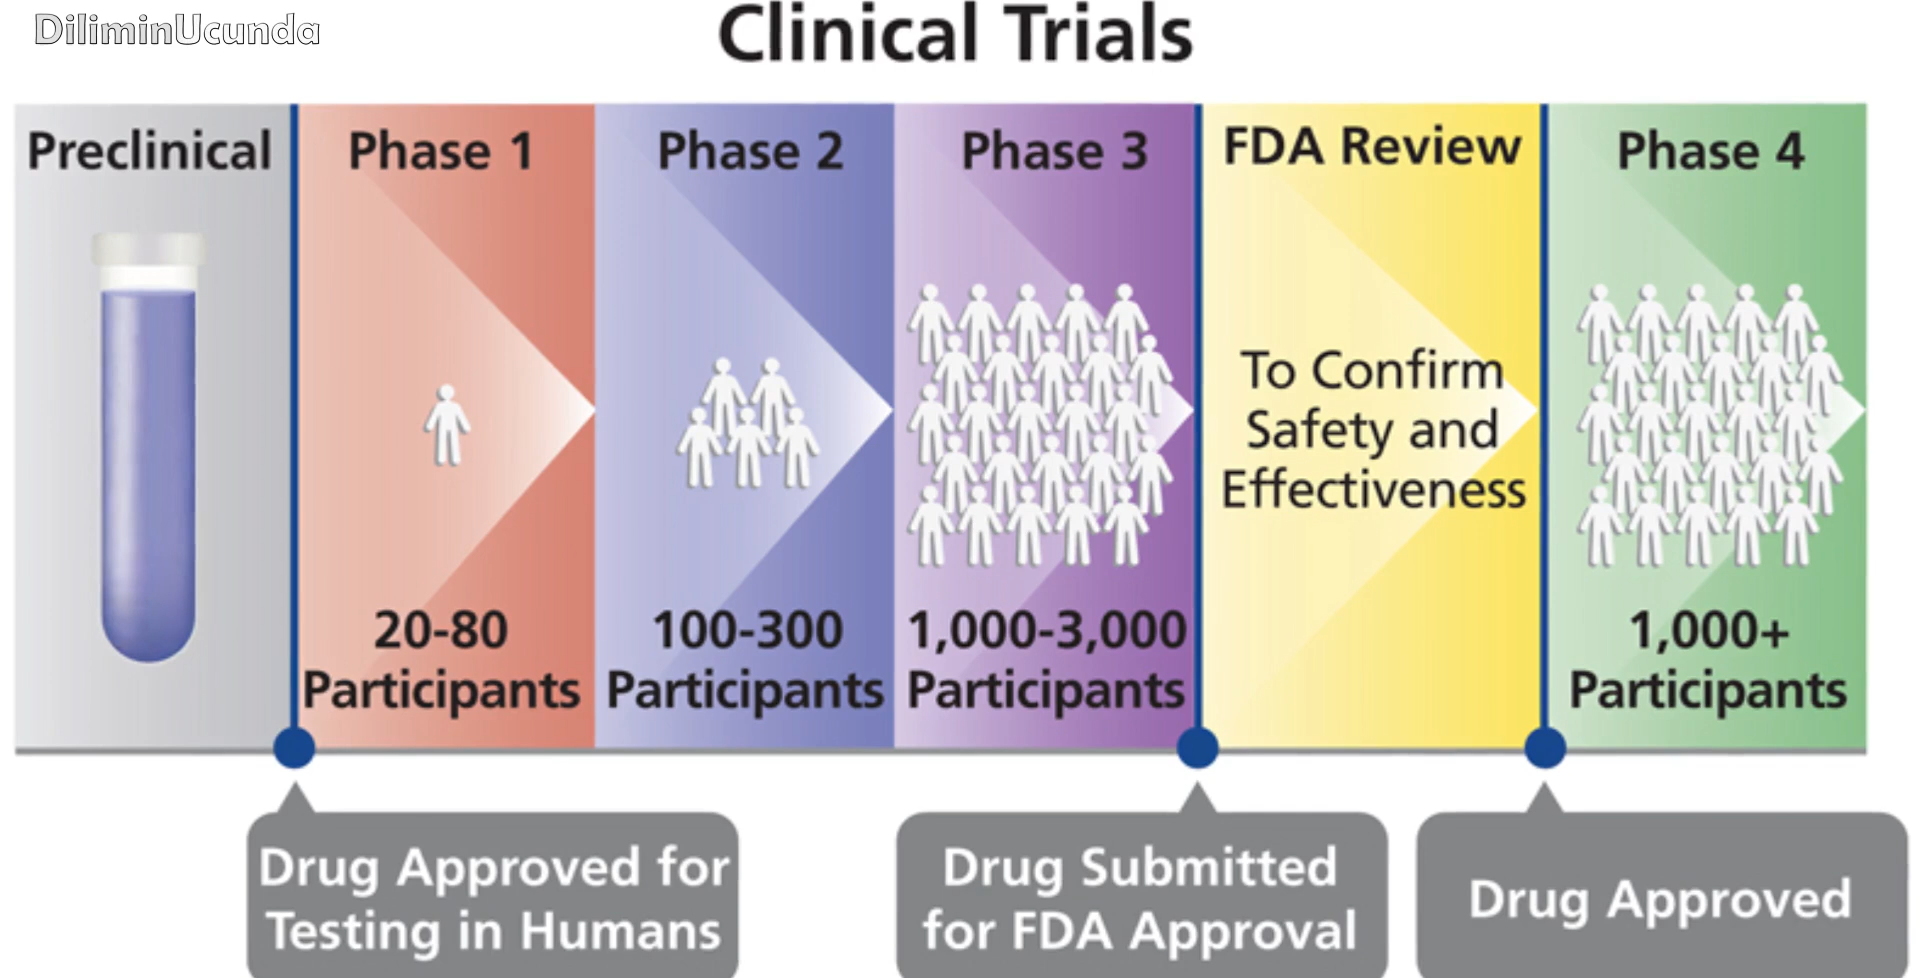 DiliminUcunda
Clinical Trials
Preclinical
Phase 1
20-80
Participants
Phase 2
100-300
Participants
Phase 3
1,000-3,000
Participants
FDA Review
To Confirm
Safety and
Effectiveness
Phase 4
1,000+
Participants
Drug Approved for
Testing in Humans
Drug Submitted
for FDA Approval
Drug Approved